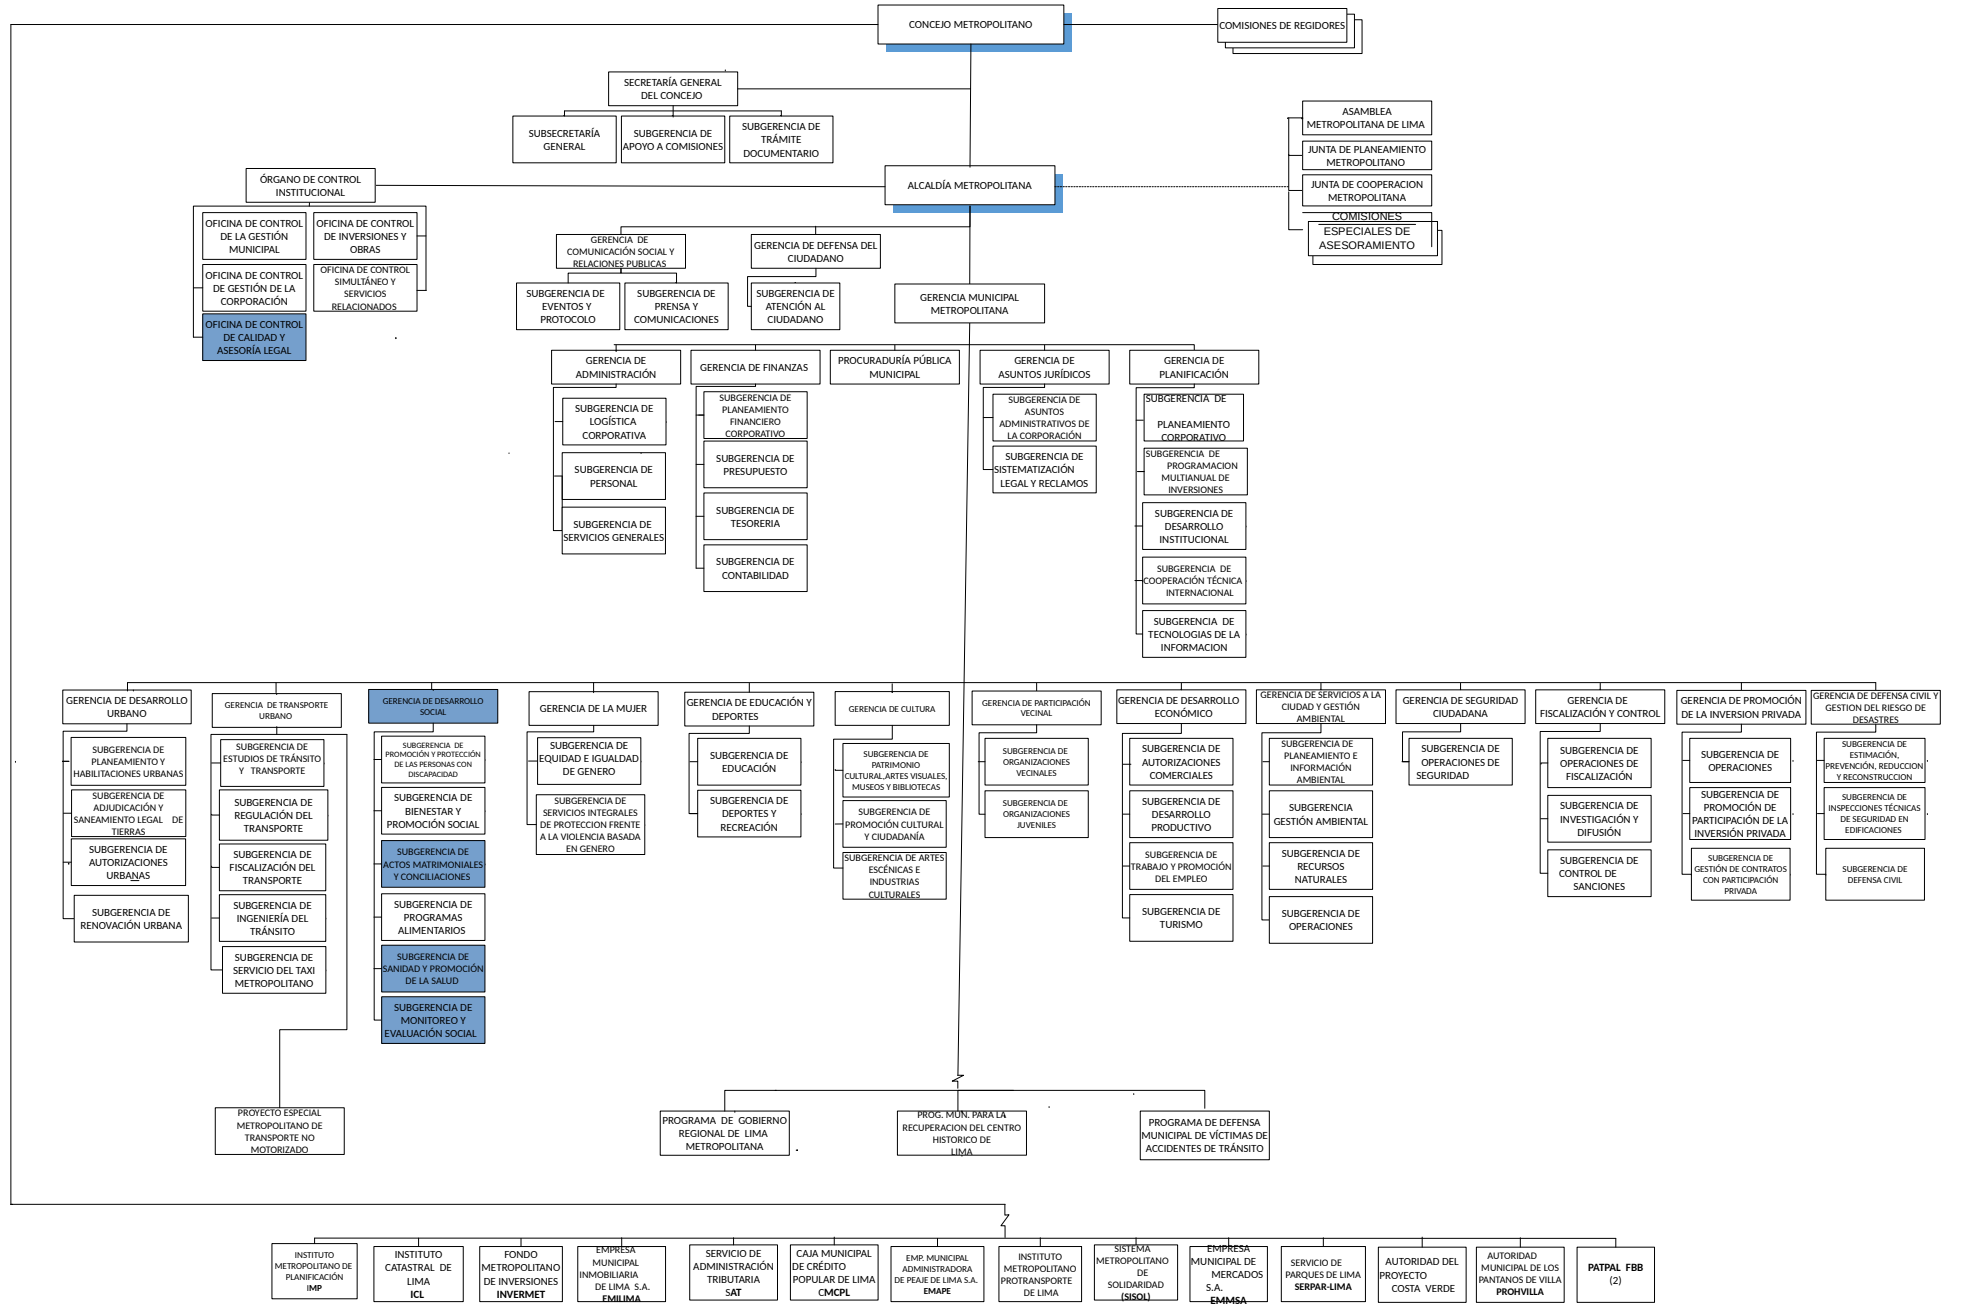 CONCEJO METROPOLITANO
COMISIONES DE REGIDORES
SECRETARÍA GENERAL
DEL CONCEJO
SUBSECRETARÍA
GENERAL
SUBGERENCIA DE
APOYO A COMISIONES
SUBGERENCIA DE
TRÁMITE
DOCUMENTARIO
ASAMBLEA
METROPOLITANA DE LIMA
JUNTA DE PLANEAMIENTO
METROPOLITANO
JUNTA DE COOPERACION
METROPOLITANA
COMISIONES
ESPECIALES DE
ASESORAMIENTO
ÓRGANO DE CONTROL
INSTITUCIONAL
ALCALDÍA METROPOLITANA
OFICINA DE CONTROL
DE LA GESTIÓN
MUNICIPAL
OFICINA DE CONTROL
DE INVERSIONES Y
OBRAS
OFICINA DE CONTROL
DE GESTIÓN DE LA
CORPORACIÓN
OFICINA DE CONTROL
SIMULTÁNEO Y
SERVICIOS
RELACIONADOS
OFICINA DE CONTROL
DE CALIDAD Y
ASESORÍA LEGAL
GERENCIA DE
COMUNICACIÓN SOCIAL Y
RELACIONES PUBLICAS
GERENCIA DE DEFENSA DEL
CIUDADANO
SUBGERENCIA DE
EVENTOS Y
PROTOCOLO
SUBGERENCIA DE
PRENSA Y
COMUNICACIONES
SUBGERENCIA DE
ATENCIÓN AL
CIUDADANO
GERENCIA MUNICIPAL
METROPOLITANA
GERENCIA DE
ADMINISTRACIÓN
GERENCIA DE FINANZAS
PROCURADURÍA PÚBLICA
MUNICIPAL
GERENCIA DE
ASUNTOS JURÍDICOS
GERENCIA DE
PLANIFICACIÓN
SUBGERENCIA DE
LOGÍSTICA
CORPORATIVA
SUBGERENCIA DE
PERSONAL
SUBGERENCIA DE
SERVICIOS GENERALES
SUBGERENCIA DE
PLANEAMIENTO
FINANCIERO
CORPORATIVO
SUBGERENCIA DE
PRESUPUESTO
SUBGERENCIA DE
TESORERIA
SUBGERENCIA DE
CONTABILIDAD
SUBGERENCIA DE
ASUNTOS
ADMINISTRATIVOS DE
LA CORPORACIÓN
SUBGERENCIA DE
SISTEMATIZACIÓN
LEGAL Y RECLAMOS
SUBGERENCIA DE
PLANEAMIENTO
CORPORATIVO
SUBGERENCIA DE
PROGRAMACION
MULTIANUAL DE
INVERSIONES
SUBGERENCIA DE
DESARROLLO
INSTITUCIONAL
SUBGERENCIA DE
COOPERACIÓN TÉCNICA
INTERNACIONAL
SUBGERENCIA DE
TECNOLOGIAS DE LA
INFORMACION
GERENCIA DE DESARROLLO
URBANO
SUBGERENCIA DE
PLANEAMIENTO Y
HABILITACIONES URBANAS
SUBGERENCIA DE
ADJUDICACIÓN Y
SANEAMIENTO LEGAL DE
TIERRAS
SUBGERENCIA DE
AUTORIZACIONES
URBANAS
SUBGERENCIA DE
RENOVACIÓN URBANA
GERENCIA DE TRANSPORTE
URBANO
SUBGERENCIA DE
ESTUDIOS DE TRÁNSITO
Y TRANSPORTE
SUBGERENCIA DE
REGULACIÓN DEL
TRANSPORTE
SUBGERENCIA DE
FISCALIZACIÓN DEL
TRANSPORTE
SUBGERENCIA DE
INGENIERÍA DEL
TRÁNSITO
SUBGERENCIA DE
SERVICIO DEL TAXI
METROPOLITANO
GERENCIA DE DESARROLLO
SOCIAL
SUBGERENCIA DE
PROMOCIÓN Y PROTECCIÓN
DE LAS PERSONAS CON
DISCAPACIDAD
SUBGERENCIA DE
BIENESTAR Y
PROMOCIÓN SOCIAL
SUBGERENCIA DE
ACTOS MATRIMONIALES
Y CONCILIACIONES
SUBGERENCIA DE
PROGRAMAS
ALIMENTARIOS
SUBGERENCIA DE
SANIDAD Y PROMOCIÓN
DE LA SALUD
SUBGERENCIA DE
MONITOREO Y
EVALUACIÓN SOCIAL
GERENCIA DE LA MUJER
SUBGERENCIA DE
EQUIDAD E IGUALDAD
DE GENERO
SUBGERENCIA DE
SERVICIOS INTEGRALES
DE PROTECCION FRENTE
A LA VIOLENCIA BASADA
EN GENERO
GERENCIA DE EDUCACIÓN Y
DEPORTES
SUBGERENCIA DE
EDUCACIÓN
SUBGERENCIA DE
DEPORTES Y
RECREACIÓN
GERENCIA DE CULTURA
SUBGERENCIA DE
PATRIMONIO
CULTURAL,ARTES VISUALES,
MUSEOS Y BIBLIOTECAS
SUBGERENCIA DE
PROMOCIÓN CULTURAL
Y CIUDADANÍA
SUBGERENCIA DE ARTES
ESCÉNICAS E
INDUSTRIAS
CULTURALES
GERENCIA DE PARTICIPACIÓN
VECINAL
SUBGERENCIA DE
ORGANIZACIONES
VECINALES
SUBGERENCIA DE
ORGANIZACIONES
JUVENILES
GERENCIA DE DESARROLLO
ECONÓMICO
SUBGERENCIA DE
AUTORIZACIONES
COMERCIALES
SUBGERENCIA DE
DESARROLLO
PRODUCTIVO
SUBGERENCIA DE
TRABAJO Y PROMOCIÓN
DEL EMPLEO
SUBGERENCIA DE
TURISMO
GERENCIA DE SERVICIOS A LA
CIUDAD Y GESTIÓN
AMBIENTAL
SUBGERENCIA DE
PLANEAMIENTO E
INFORMACIÓN
AMBIENTAL
SUBGERENCIA
GESTIÓN AMBIENTAL
SUBGERENCIA DE
RECURSOS
NATURALES
SUBGERENCIA DE
OPERACIONES
GERENCIA DE SEGURIDAD
CIUDADANA
SUBGERENCIA DE
OPERACIONES DE
SEGURIDAD
GERENCIA DE
FISCALIZACIÓN Y CONTROL
SUBGERENCIA DE
OPERACIONES DE
FISCALIZACIÓN
SUBGERENCIA DE
INVESTIGACIÓN Y
DIFUSIÓN
SUBGERENCIA DE
CONTROL DE
SANCIONES
GERENCIA DE PROMOCIÓN
DE LA INVERSION PRIVADA
SUBGERENCIA DE
OPERACIONES
SUBGERENCIA DE
PROMOCIÓN DE
PARTICIPACIÓN DE LA
INVERSIÓN PRIVADA
SUBGERENCIA DE
GESTIÓN DE CONTRATOS
CON PARTICIPACIÓN
PRIVADA
GERENCIA DE DEFENSA CIVIL Y
GESTION DEL RIESGO DE
DESASTRES
SUBGERENCIA DE
ESTIMACIÓN,
PREVENCIÓN, REDUCCION
Y RECONSTRUCCION
SUBGERENCIA DE
INSPECCIONES TÉCNICAS
DE SEGURIDAD EN
EDIFICACIONES
SUBGERENCIA DE
DEFENSA CIVIL
PROYECTO ESPECIAL
METROPOLITANO DE
TRANSPORTE NO
MOTORIZADO
PROGRAMA DE GOBIERNO
REGIONAL DE LIMA
METROPOLITANA
PROG. MUN. PARA LA
RECUPERACION DEL CENTRO
HISTORICO DE
LIMA
PROGRAMA DE DEFENSA
MUNICIPAL DE VÍCTIMAS DE
ACCIDENTES DE TRÁNSITO
INSTITUTO
METROPOLITANO DE
PLANIFICACIÓN
IMP
INSTITUTO
CATASTRAL DE
LIMA
ICL
FONDO
METROPOLITANO
DE INVERSIONES
INVERMET
EMPRESA
MUNICIPAL
INMOBILIARIA
DE LIMA S.A.
EMILIMA
SERVICIO DE
ADMINISTRACIÓN
TRIBUTARIA
SAT
CAJA MUNICIPAL
DE CRÉDITO
POPULAR DE LIMA
CMCPL
EMP. MUNICIPAL
ADMINISTRADORA
DE PEAJE DE LIMA S.A.
EMAPE
INSTITUTO
METROPOLITANO
PROTRANSPORTE
DE LIMA
SISTEMA
METROPOLITANO
DE
SOLIDARIDAD
(SISOL)
EMPRESA
MUNICIPAL DE
MERCADOS
S.A.
EMMSA
SERVICIO DE
PARQUES DE LIMA
SERPAR-LIMA
AUTORIDAD DEL
PROYECTO
COSTA VERDE
AUTORIDAD
MUNICIPAL DE LOS
PANTANOS DE VILLA
PROHVILLA
PATPAL FBB
(2)